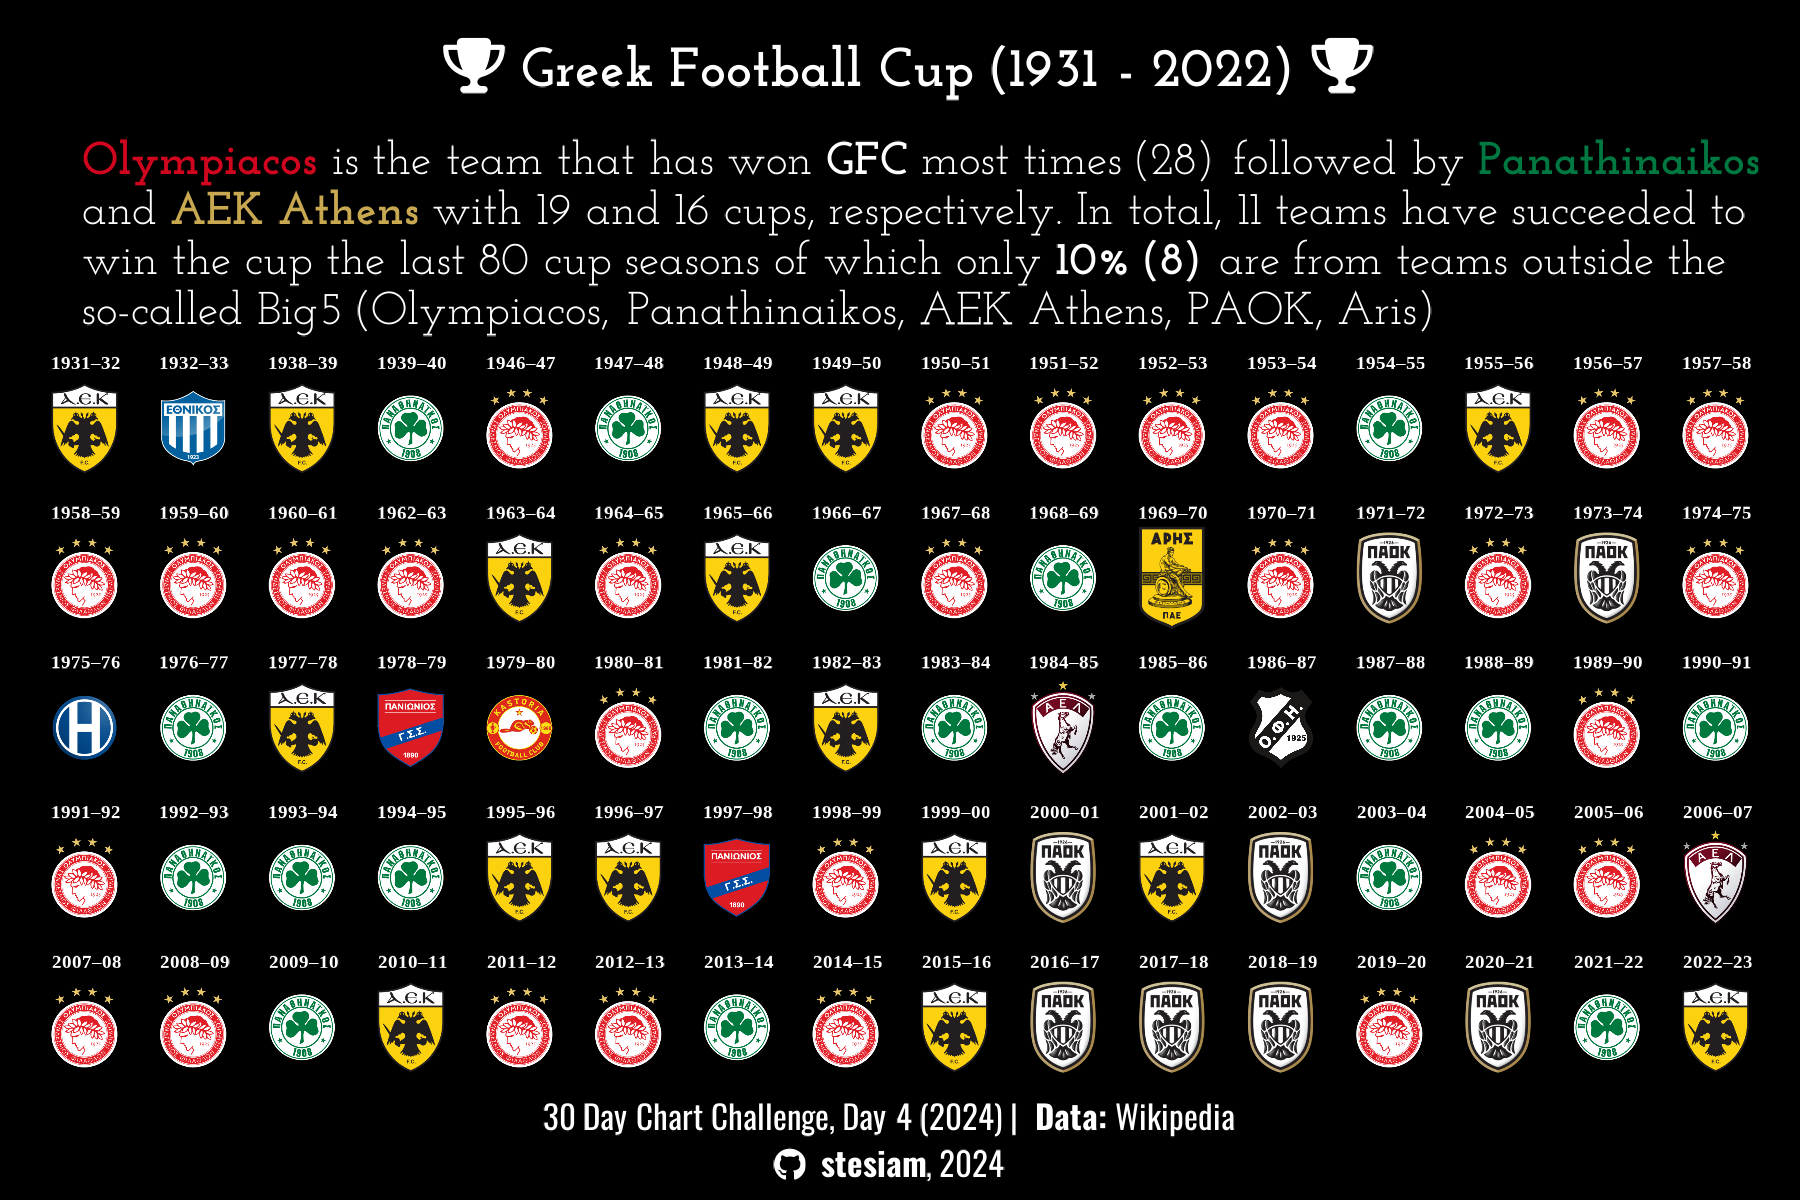 Greek Football Cup (1931 - 2022)
Olympiacos is the team that has won GFC most times (28) followed by Panathinaikos
and AEK Athens with 19 and 16 cups, respectively. In total, 11 teams have succeeded to
win the cup the last 80 cup seasons of which only 10% (8) are from teams outside the
so-called Big5 (Olympiacos, Panathinaikos, AEK Athens, PAOK, Aris)
1931–32 1932–33 1938–39 1939–40 1946–47 1947–48 1948–49 1949–50 1950–51 1951–52 1952–53 1953–54 1954–55 1955–56 1956–57 1957–58
1958–59 1959–60 1960–61 1962–63 1963–64 1964–65 1965–66 1966–67 1967–68 1968–69 1969–70 1970–71 1971–72 1972–73 1973–74 1974–75
1975–76 1976–77 1977–78 1978–79 1979–80 1980–81 1981–82 1982–83 1983–84 1984–85 1985–86 1986–87 1987–88 1988–89 1989–90 1990–91
1991–92 1992–93 1993–94 1994–95 1995–96 1996–97 1997–98 1998–99 1999–00 2000–01 2001–02 2002–03 2003–04 2004–05 2005–06 2006–07
2007–08 2008–09 2009–10 2010–11 2011–12 2012–13 2013–14 2014–15 2015–16 2016–17 2017–18 2018–19 2019–20 2020–21 2021–22 2022–23
30 Day Chart Challenge, Day 4 (2024) | Data: Wikipedia
stesiam, 2024